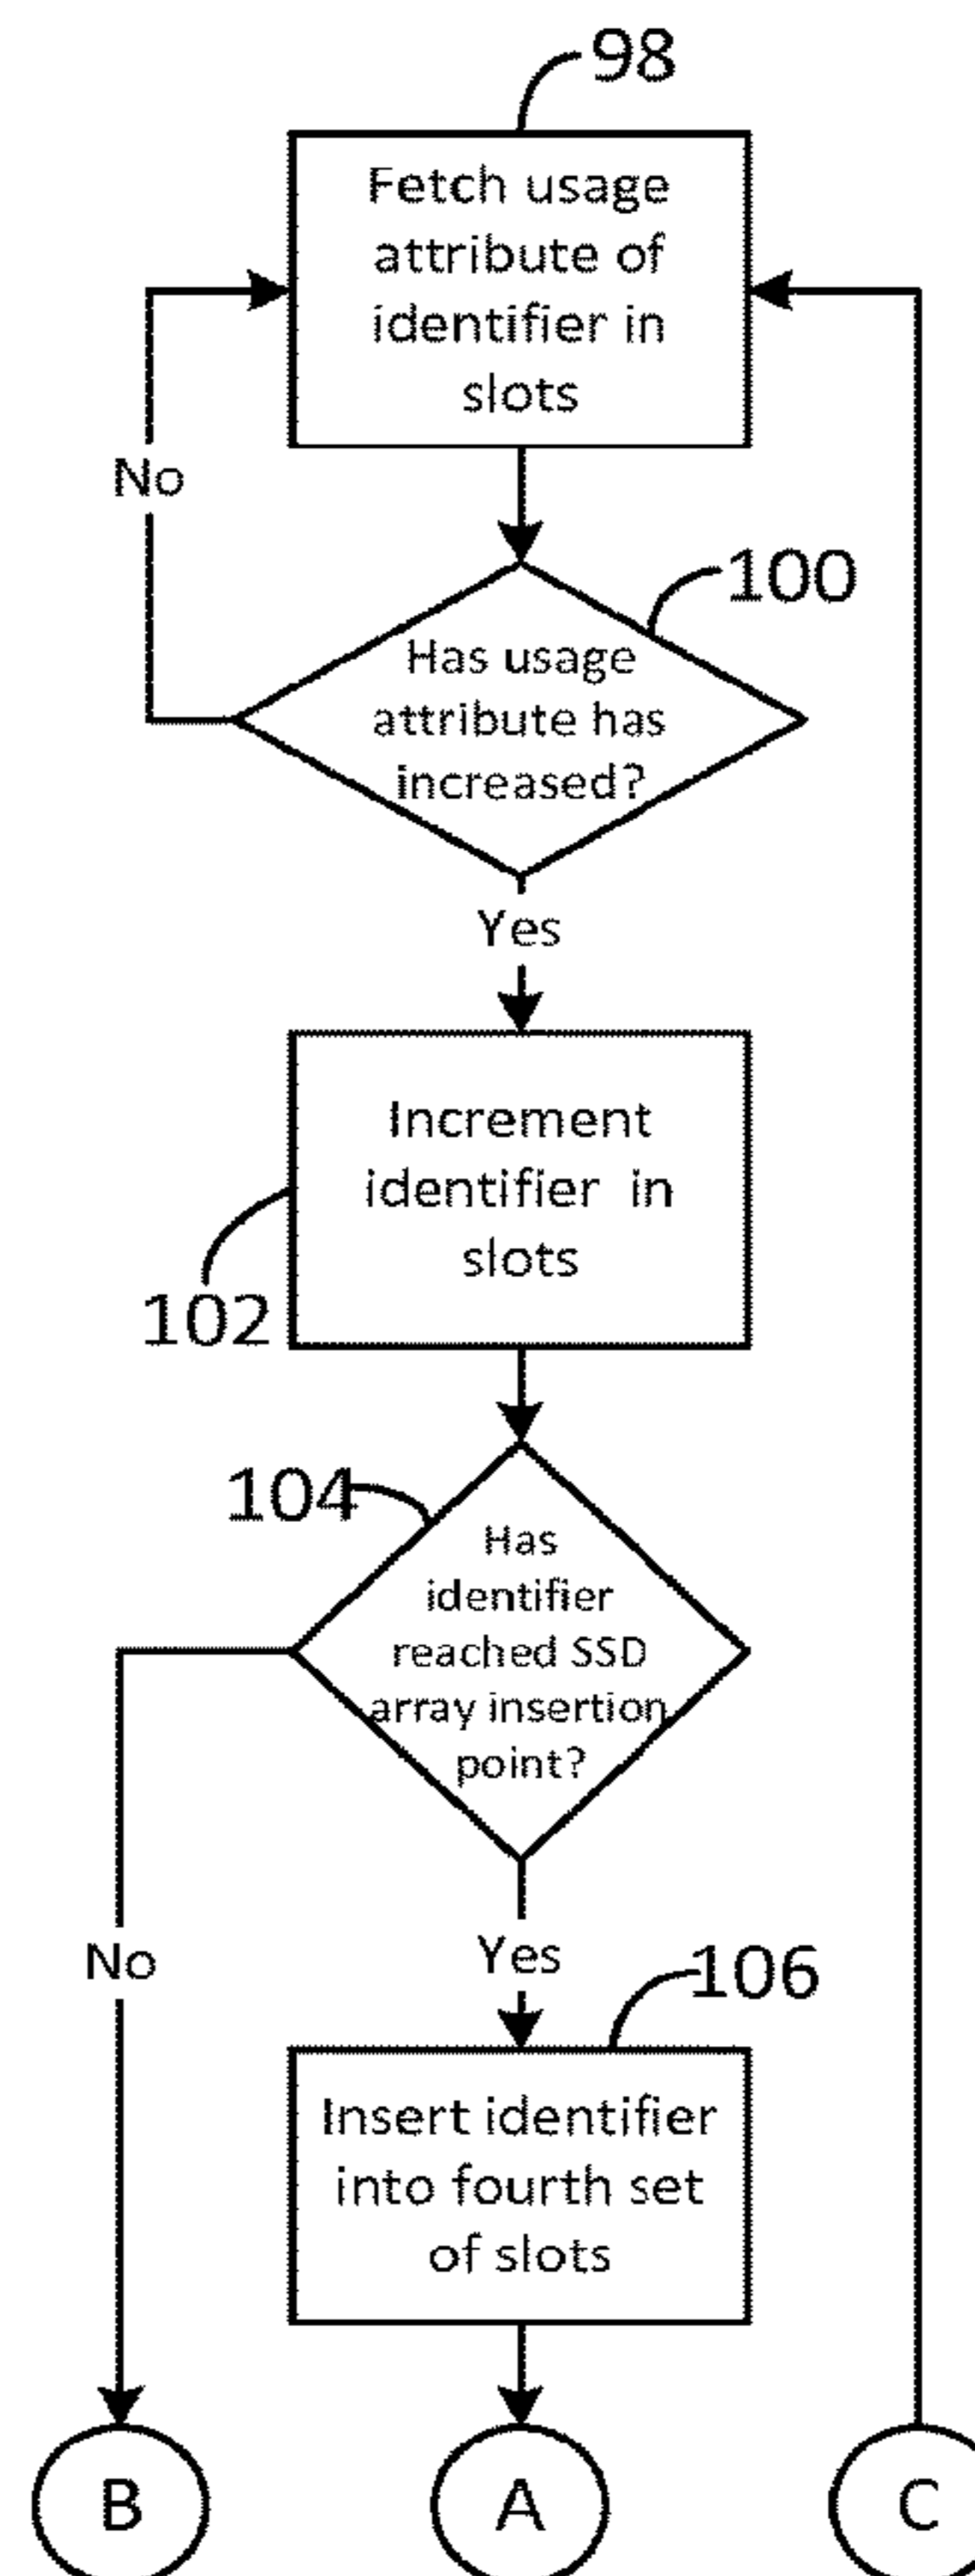 98
Fetch usage
attribute of
identifier in
slots
No
100
Has usage
attribute has
increased?
Yes
Increment
identifier in
slots
102
104
Has
identifier
reached SSD
array insertion
point?
No
Yes
106
Insert identifier
into fourth set
of slots
B
A
C